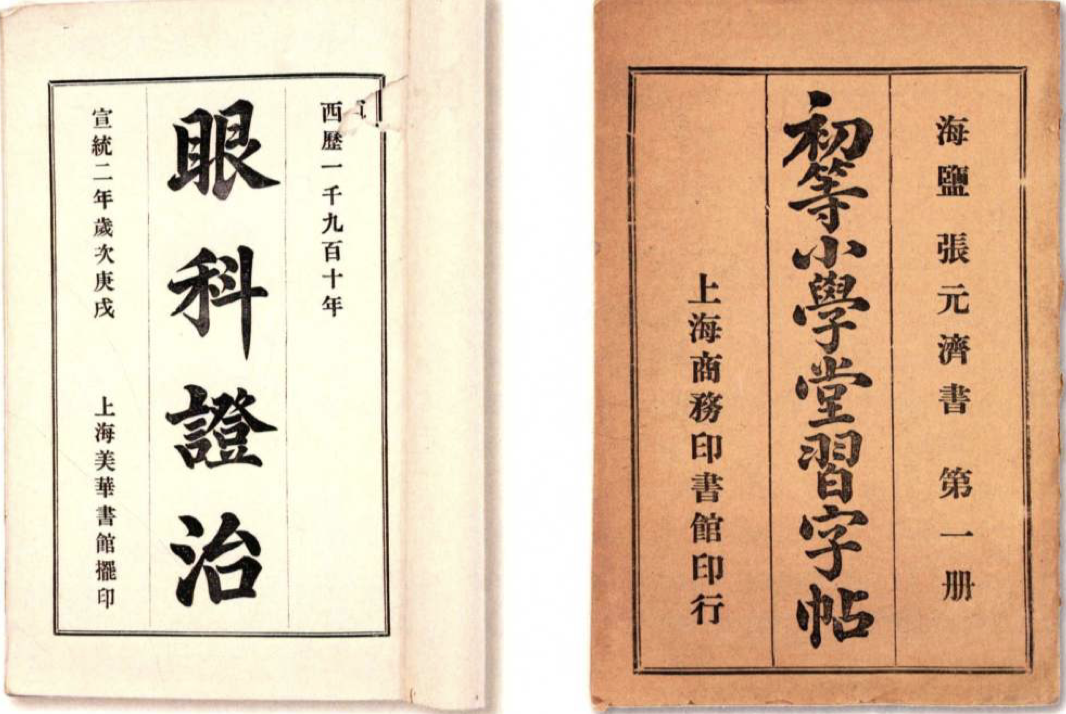 西歷一千九百十年
眼科證治
宣統二年歲次庚戌
上海美華書館擺印
海鹽 張元濟書 第一册
初等小學堂習字帖
上海商務印書館印行